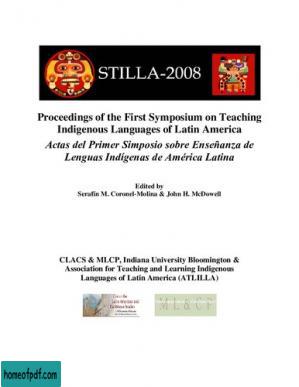 STILLA-2008
Proceedings of the First Symposium on Teaching
Indigenous Languages of Latin America
Actas del Primer Simposio sobre Enseñanza de
Lenguas Indígenas de América Latina
Edited by
Serafín M. Coronel-Molina & John H. McDowell
CLACS & MLCP, Indiana University Bloomington &
Association for Teaching and Learning Indigenous
Languages of Latin America (ATLILLA)
M L & C P
homeofpdf.com